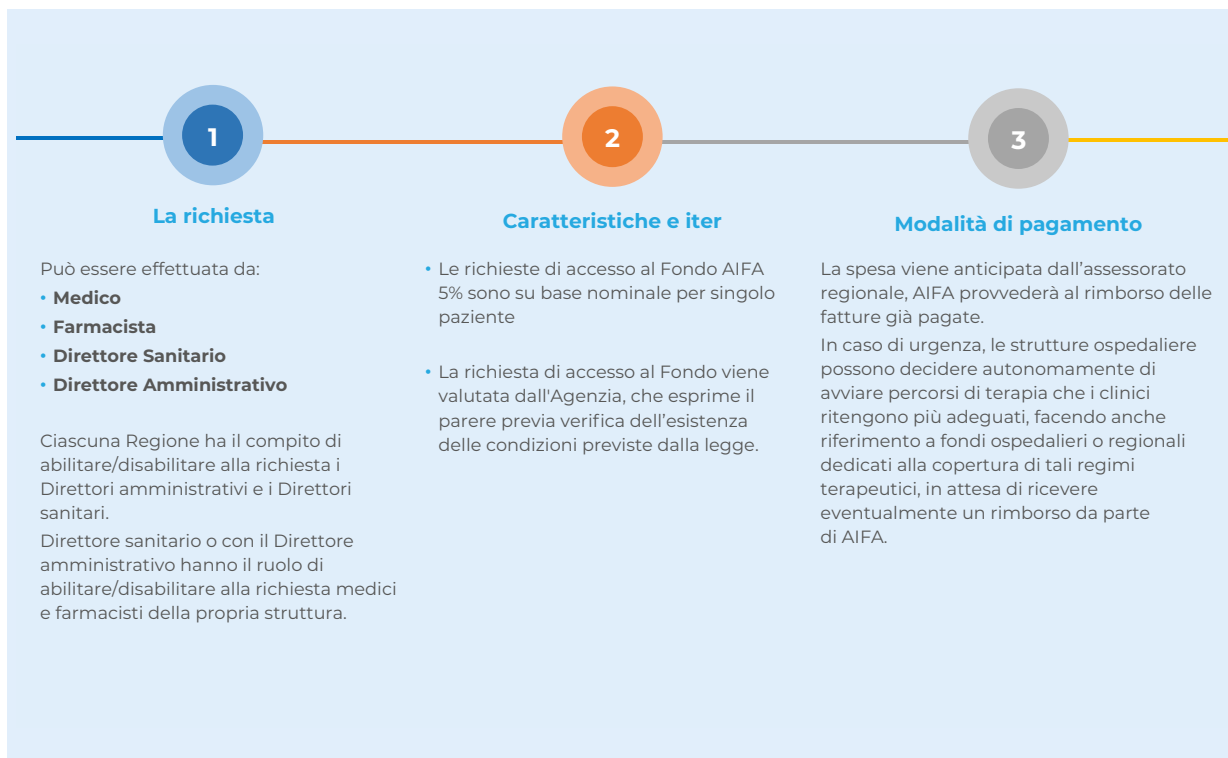 1
La richiesta
Può essere effettuata da:
• Medico
• Farmacista
• Direttore Sanitario
• Direttore Amministrativo
Ciascuna Regione ha il compito di
abilitare/disabilitare alla richiesta i
Direttori amministrativi e i Direttori
sanitari.
Direttore sanitario o con il Direttore
amministrativo hanno il ruolo di
abilitare/disabilitare alla richiesta medici
e farmacisti della propria struttura.
2
Caratteristiche e iter
• Le richieste di accesso al Fondo AIFA
5% sono su base nominale per singolo
paziente
• La richiesta di accesso al Fondo viene
valutata dall'Agenzia, che esprime il
parere previa verifica dell’esistenza
delle condizioni previste dalla legge.
3
Modalità di pagamento
La spesa viene anticipata dall’assessorato
regionale, AIFA provvederà al rimborso delle
fatture già pagate.
In caso di urgenza, le strutture ospedaliere
possono decidere autonomamente di
avviare percorsi di terapia che i clinici
ritengono più adeguati, facendo anche
riferimento a fondi ospedalieri o regionali
dedicati alla copertura di tali regimi
terapeutici, in attesa di ricevere
eventualmente un rimborso da parte
di AIFA.